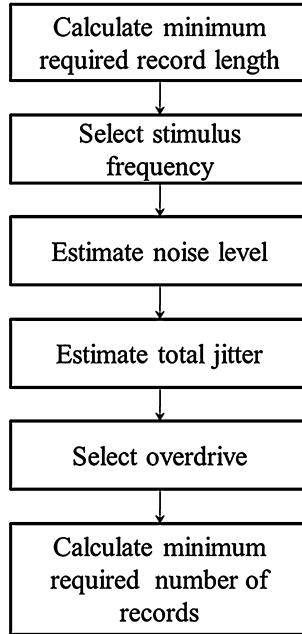 Calculate minimum
required record length
Select stimulus
frequency
Estimate noise level
Estimate total jitter
Select overdrive
Calculate minimum
required number of
records